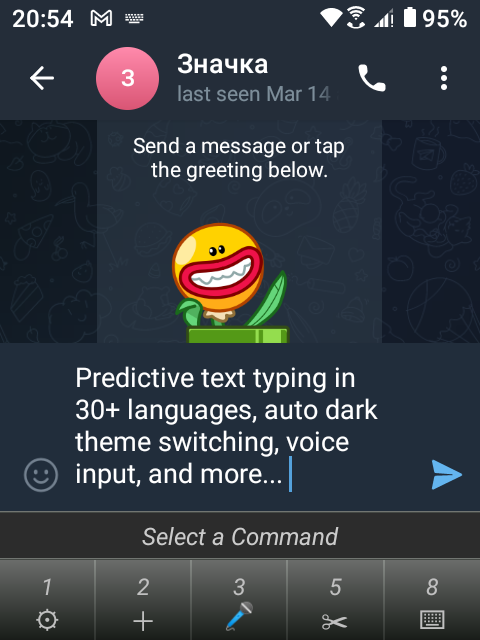 20:54
95%
3
Значка
last seen Mar 14
Send a message or tap
the greeting below.
Predictive text typing in
30+ languages, auto dark
theme switching, voice
input, and more...
Select a Command
1 2 3 5 8